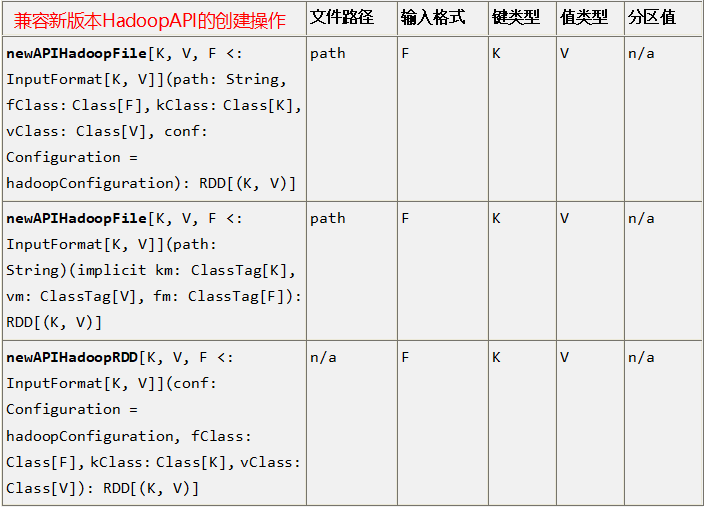 兼容新版本HadoopAPI的创建操作 文件路径 输入格式 键类型 值类型 分区值
newAPIHadoopFile[K, V, F <: path F K V n/a
InputFormat[K, V]](path: String,
fClass: Class[F], kClass: Class[K],
vClass: Class[V], conf:
Configuration =
hadoopConfiguration): RDD[(K, V)]
newAPIHadoopFile[K, V, F <: path F K V n/a
InputFormat[K, V]](path:
String)(implicit km: ClassTag[K],
vm: ClassTag[V], fm: ClassTag[F]):
RDD[(K, V)]
newAPIHadoopRDD[K, V, F <: n/a F K V n/a
InputFormat[K, V]](conf:
Configuration =
hadoopConfiguration, fClass:
Class[F], kClass: Class[K], vClass:
Class[V]): RDD[(K, V)]